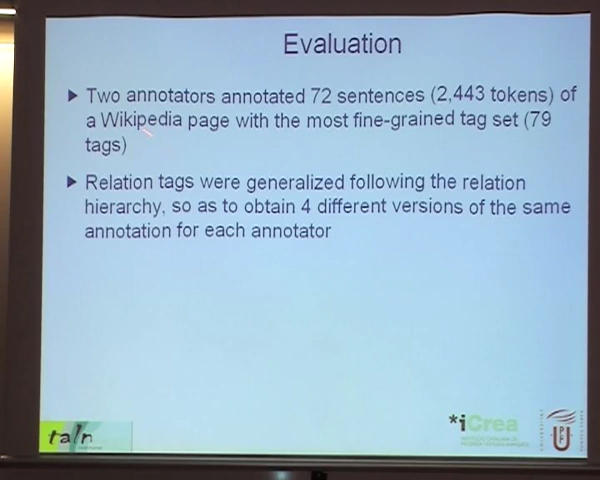 Evaluation
Two annotators annotated 72 sentences (2,443 tokens) of
a Wikipedia page with the most fine-grained tag set (79
tags)
Relation tags were generalized following the relation
hierarchy, so as to obtain 4 different versions of the same
annotation for each annotator
taln
*iCrea
UPF